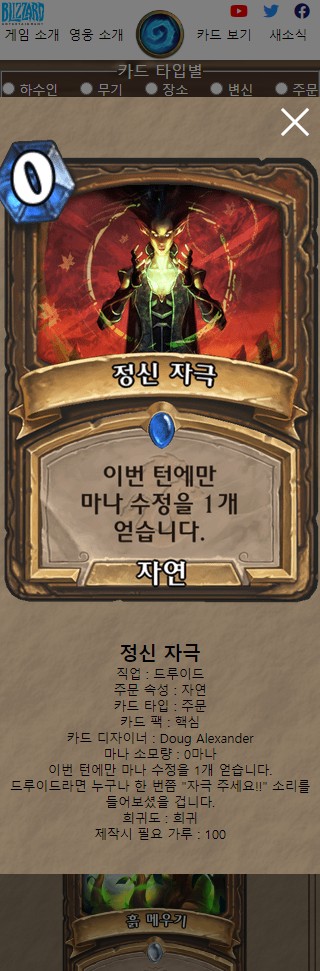 BLIZZARD
ENTERTAINMENT
게임 소개 영웅 소개 카드 보기 새소식
카드 타입별
하수인 무기 장소 변신 주문
0
정신 자극
이번 턴에만
마나 수정을 1개
얻습니다.
자연
정신 자극
직업 : 드루이드
주문 속성 : 자연
카드 타입 : 주문
카드 팩 : 핵심
카드 디자이너 : Doug Alexander
마나 소모량 : 0마나
이번 턴에만 마나 수정을 1개 얻습니다.
드루이드라면 누구나 한 번쯤 "자극 주세요!!" 소리를
들어보셨을 겁니다.
희귀도 : 희귀
제작시 필요 가루 : 100
흙 메우기